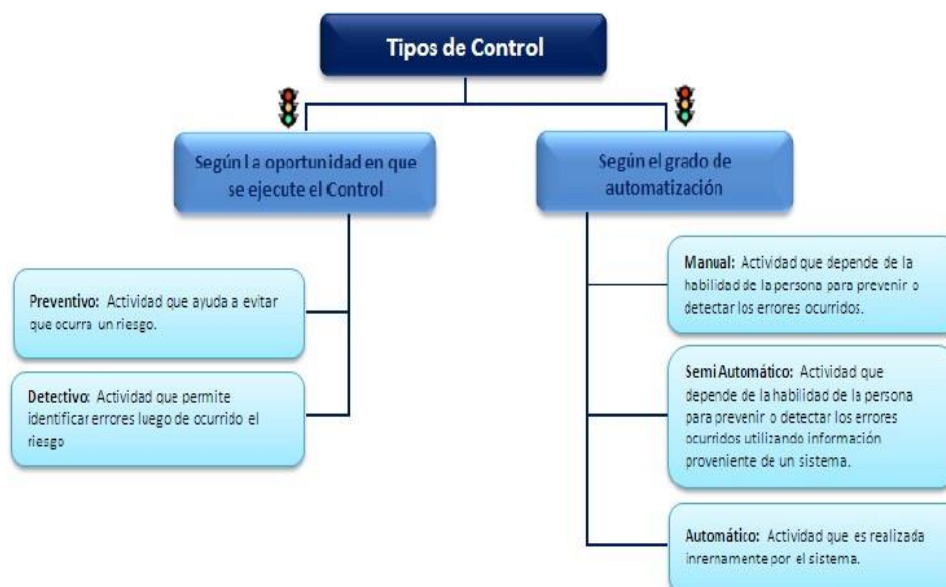 Tipos de Control
Según la oportunidad en que
se ejecute el Control
Preventivo: Actividad que ayuda a evitar
que ocurra un riesgo.
Detectivo: Actividad que permite
identificar errores luego de ocurrido el
riesgo
Según el grado de
automatización
Manual: Actividad que depende de la
habilidad de la persona para prevenir o
detectar los errores ocurridos.
Semi Automático: Actividad que
depende de la habilidad de la persona
para prevenir o detectar los errores
ocurridos utilizando información
proveniente de un sistema.
Automático: Actividad que es realizada
inrernamente por el sistema.